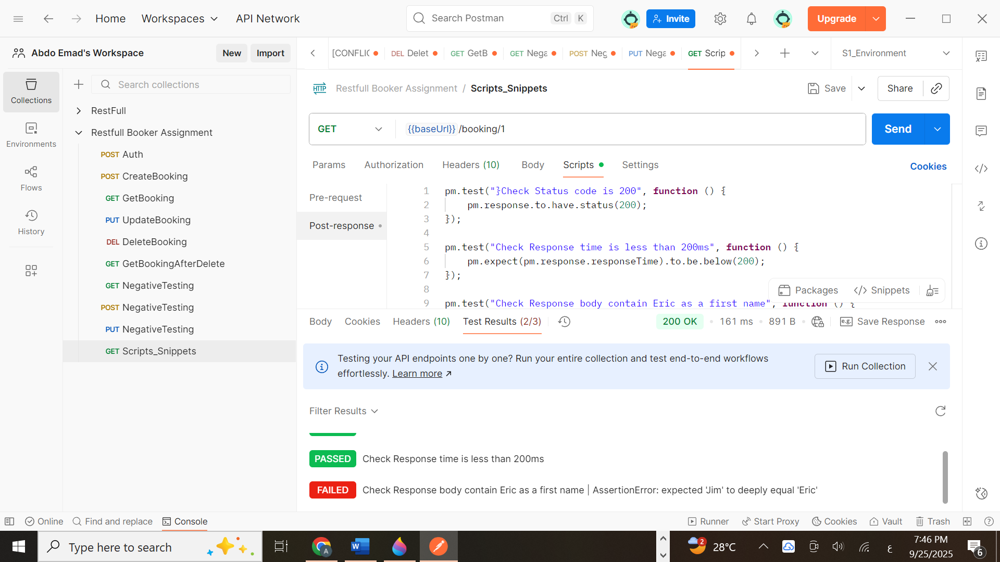 Home
Workspaces
API Network
Search Postman
Ctrl K
Invite
Upgrade
Abdo Emad's Workspace
New
Import
[CONFLIC
DEL Delet
GET GetB
GET Nega
POST Neg
PUT Nega
GET Scrip
S1_Environment
Collections
Environments
Flows
History
Search collections
RestFull
Restfull Booker Assignment
POST Auth
POST CreateBooking
GET GetBooking
PUT UpdateBooking
DEL DeleteBooking
GET GetBookingAfterDelete
GET NegativeTesting
POST NegativeTesting
PUT NegativeTesting
GET Scripts_Snippets
HTTP
Restfull Booker Assignment / Scripts_Snippets
Save
Share
GET
{{baseUrl}} /booking/1
Send
Params
Authorization
Headers (10)
Body
Scripts
Settings
Cookies
Pre-request
Post-response
1 pm.test("}Check Status code is 200", function () {
2 pm.response.to.have.status(200);
3 });
4
5 pm.test("Check Response time is less than 200ms", function () {
6 pm.expect(pm.response.responseTime).to.be.below(200);
7 });
8
9 pm.test("Check Response body contain Eric as a first name", function () {
Packages
Snippets
Body
Cookies
Headers (10)
Test Results (2/3)
200 OK
161 ms
891 B
e.g.
Save Response
Testing your API endpoints one by one? Run your entire collection and test end-to-end workflows
effortlessly. Learn more
Run Collection
Filter Results
PASSED Check Response time is less than 200ms
FAILED Check Response body contain Eric as a first name | AssertionError: expected 'Jim' to deeply equal 'Eric'
Online
Find and replace
Console
Runner
Start Proxy
Cookies
Vault
Trash
Type here to search
A
W
2
28°C
ع
7:46 PM
9/25/2025
6